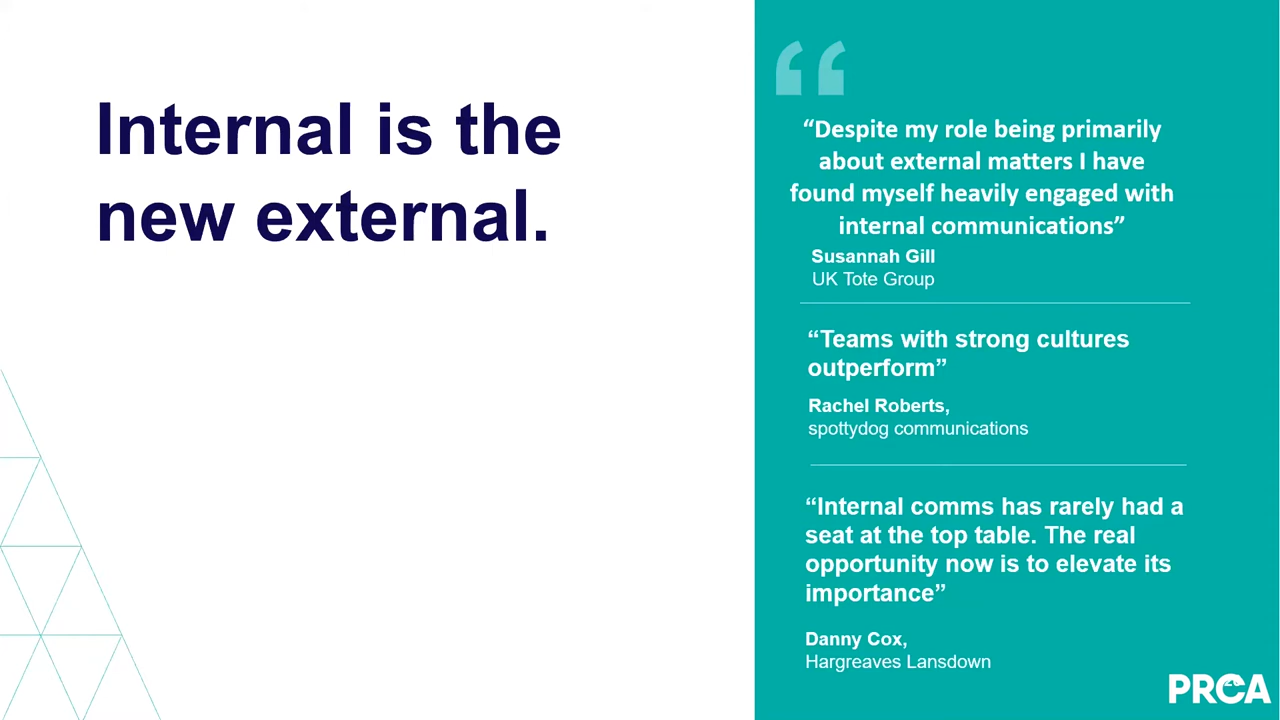 Internal is the
new external.
“Despite my role being primarily
about external matters I have
found myself heavily engaged with
internal communications”
Susannah Gill
UK Tote Group
“Teams with strong cultures
outperform”
Rachel Roberts,
spottydog communications
“Internal comms has rarely had a
seat at the top table. The real
opportunity now is to elevate its
importance”
Danny Cox,
Hargreaves Lansdown
PRCA